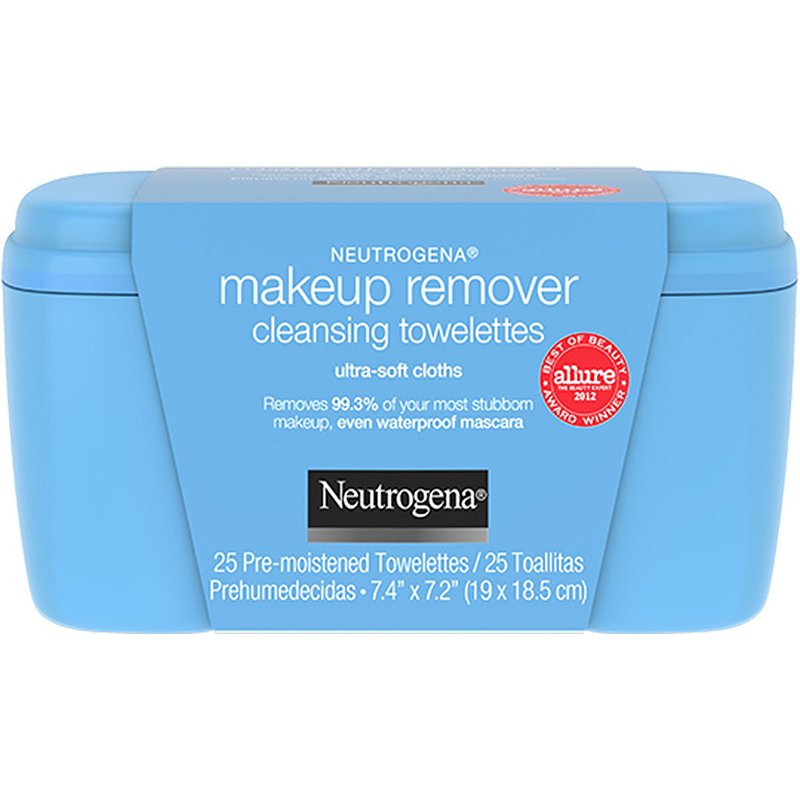 NEUTROGENA®
makeup remover
cleansing towelettes
ultra-soft cloths
Removes 99.3% of your most stubborn
makeup, even waterproof mascara
BEST OF BEAUTY
allure
THE BEAUTY EXPERT
2012
AWARD WINNER
Neutrogena®
25 Pre-moistened Towelettes / 25 Toallitas
Prehumedecidas • 7.4” x 7.2” (19 x 18.5 cm)